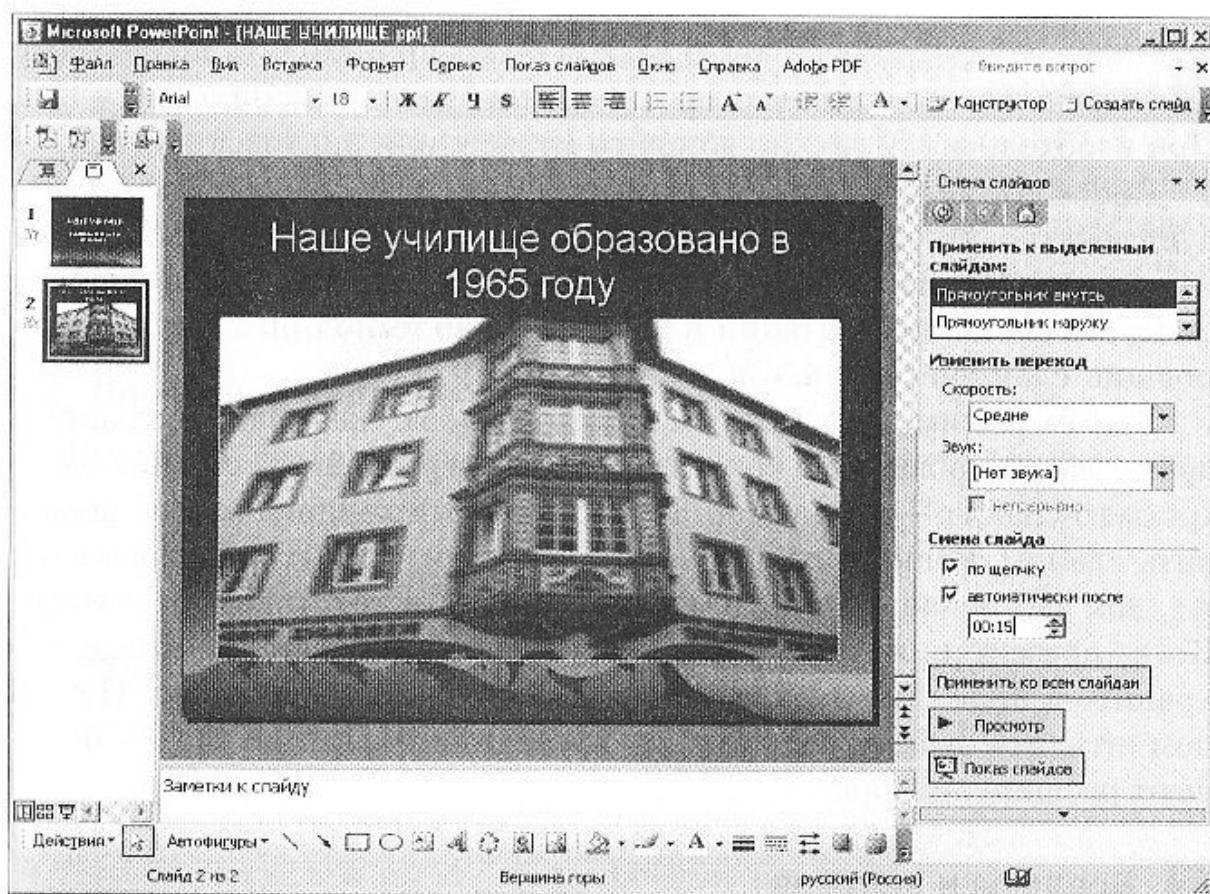 Microsoft PowerPoint - [НАШЕ УЧИЛИЩЕ.ppt]
Файл Правка Вид Вставка Формат Сервис Показ слайдов Окно Справка Adobe PDF Введите вопрос
Arial 18 Ж К Ч S А А А Конструктор Создать слайд
Смена слайдов
1
2
Наше училище образовано в
1965 году
Применить к выделенным
слайдам:
Прямоугольник внутрь
Прямоугольник наружу
Изменить переход
Скорость:
Средне
Звук:
[Нет звука]
непрерывно
Смена слайда
по щелчку
автоматически после
00:15
Применить ко всем слайдам
Просмотр
Показ слайдов
Заметки к слайду
Действия Автофигуры А
Слайд 2 из 2 Вершина горы русский (Россия)